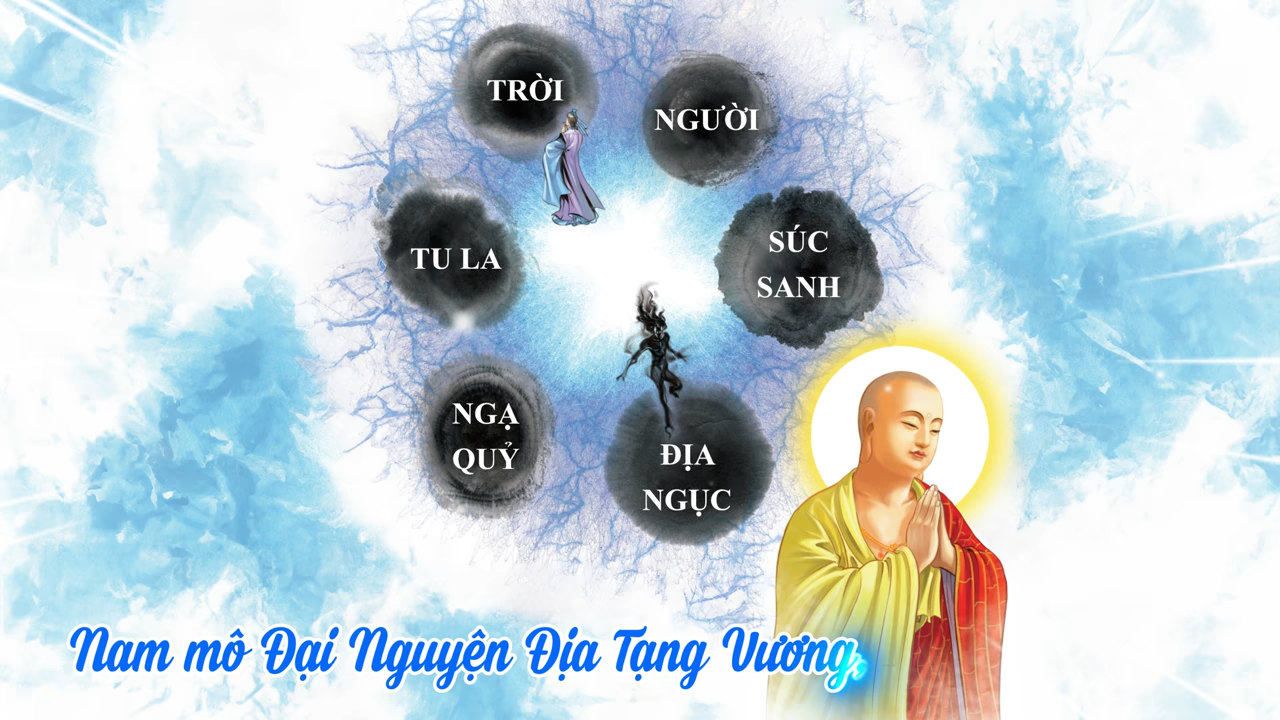 TRỜI
NGƯỜI
TU LA
SÚC
SANH
NGẠ
QUỶ
ĐỊA
NGỤC
Nam mô Đại Nguyện Địa Tạng Vương,